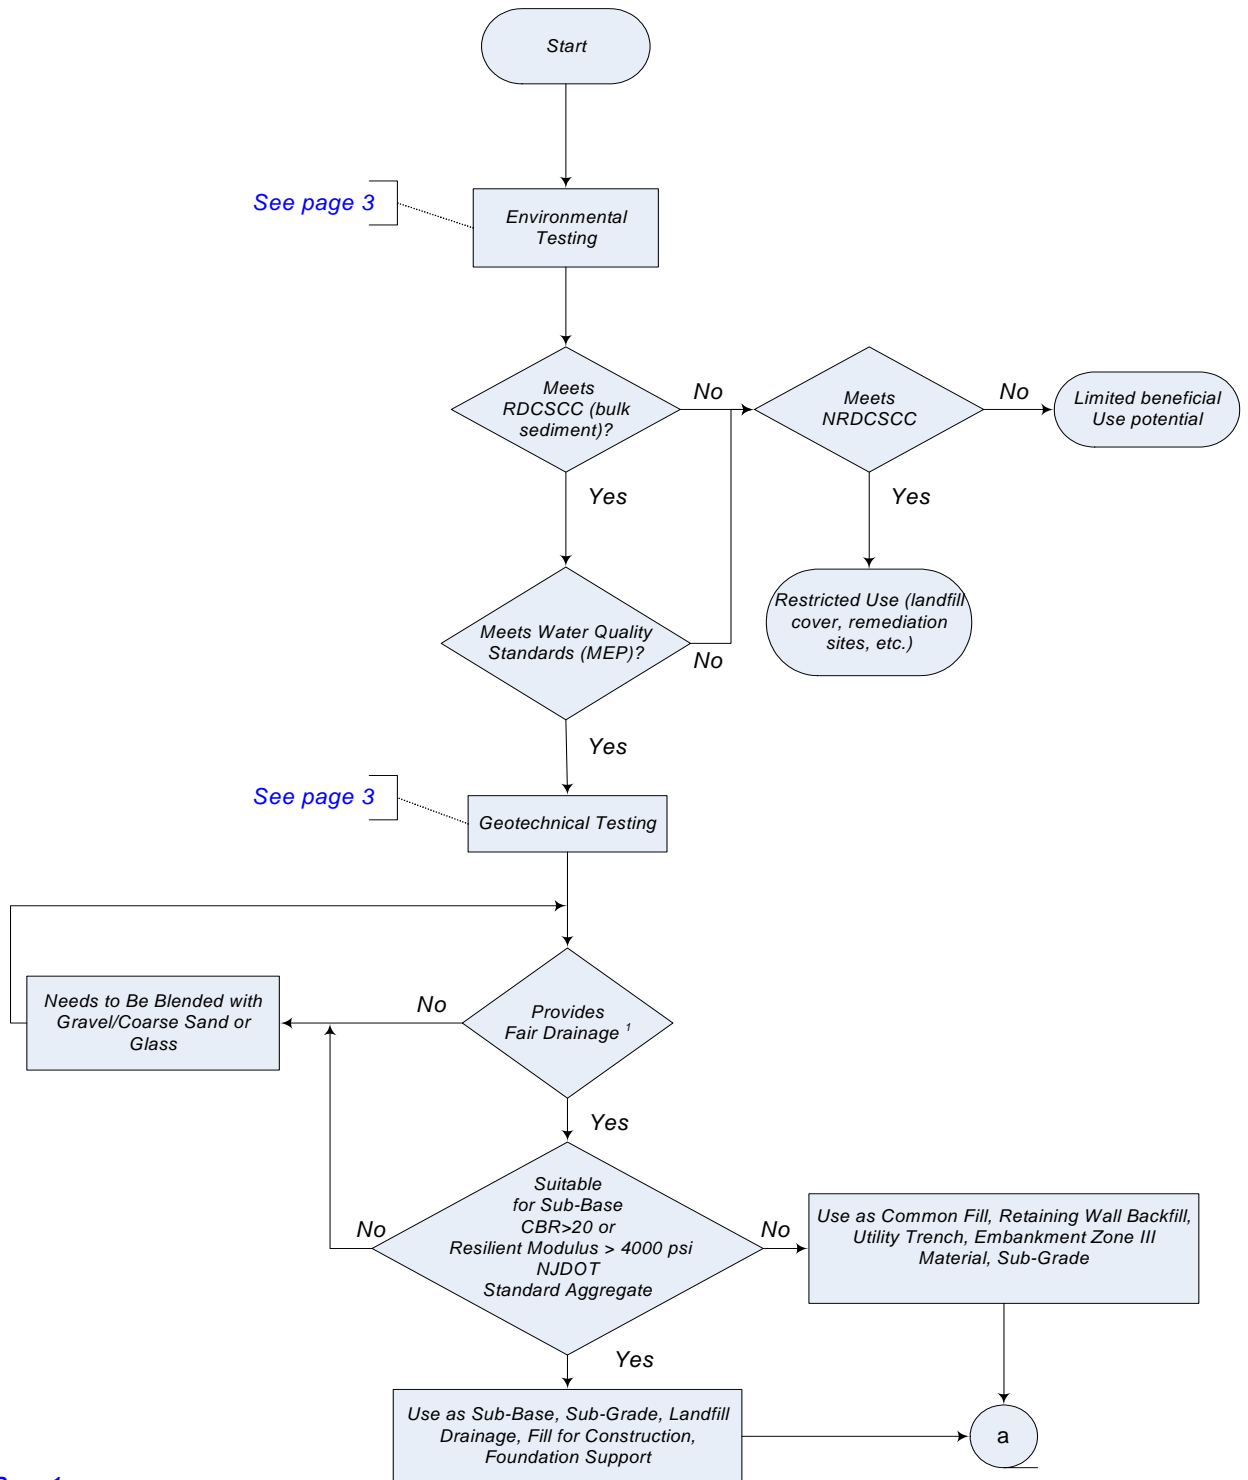 Start
See page 3
Environmental
Testing
Meets
RDCSCC (bulk
sediment)?
No
Meets
NRDCSCC
No
Limited beneficial
Use potential
Yes
Yes
Restricted Use (landfill
cover, remediation
sites, etc.)
Meets Water Quality
Standards (MEP)?
No
Yes
See page 3
Geotechnical Testing
Needs to Be Blended with
Gravel/Coarse Sand or
Glass
No
Provides
Fair Drainage 1
Yes
Suitable
for Sub-Base
CBR>20 or
Resilient Modulus > 4000 psi
NJDOT
Standard Aggregate
No
No
Use as Common Fill, Retaining Wall Backfill,
Utility Trench, Embankment Zone III
Material, Sub-Grade
Yes
Use as Sub-Base, Sub-Grade, Landfill
Drainage, Fill for Construction,
Foundation Support
a